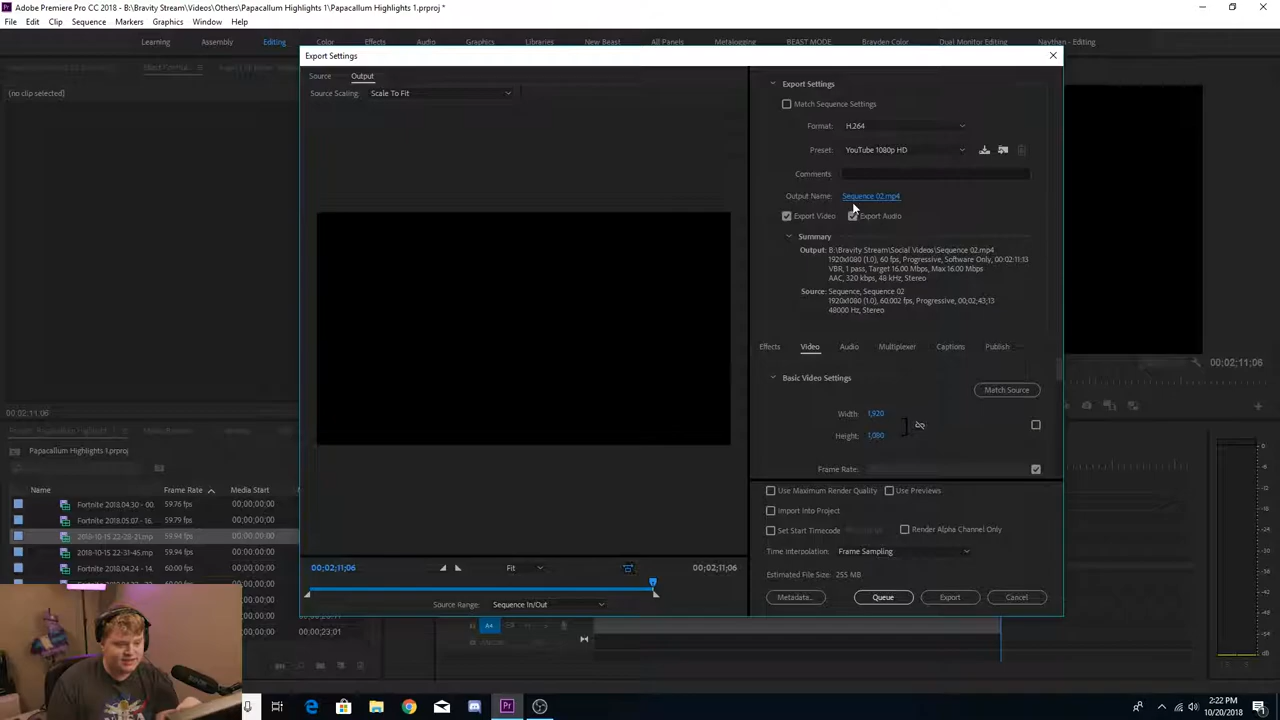 Adobe Premiere Pro CC 2018 - B:\Bravity Stream\Videos\Others\Papacallum Highlights 1\Papacallum Highlights 1.prproj *
File Edit Clip Sequence Markers Graphics Window Help
Learning Assembly Editing Color Effects Audio Graphics Libraries New Beast All Panels Metalogging BEAST MODE Brayden Color Dual Monitor Editing Naythan - Editing
Export Settings
(no clip selected)
Source Output
Source Scaling: Scale To Fit
Export Settings
Match Sequence Settings
Format: H.264
Preset: YouTube 1080p HD
Comments
Output Name: Sequence 02.mp4
Export Video Export Audio
Summary
Output: B:\Bravity Stream\Social Videos\Sequence 02.mp4
1920x1080 (1.0), 60 fps, Progressive, Software Only, 00;02;11;13
VBR, 1 pass, Target 16.00 Mbps, Max 16.00 Mbps
AAC, 320 kbps, 48 kHz, Stereo
Source: Sequence, Sequence 02
1920x1080 (1.0), 60.002 fps, Progressive, 00;02;43;13
48000 Hz, Stereo
Effects Video Audio Multiplexer Captions Publish
Basic Video Settings
Match Source
Width: 1,920
Height: 1,080
Frame Rate:
Use Maximum Render Quality Use Previews
Import Into Project
Set Start Timecode Render Alpha Channel Only
Time Interpolation: Frame Sampling
Estimated File Size: 255 MB
Metadata... Queue Export Cancel
00;02;11;06 Fit 00;02;11;06
Source Range: Sequence In/Out
00;02;11;06
00;02;11;06
Papacallum Highlights 1.prproj
Name Frame Rate Media Start
Fortnite 2018.04.30 - 00. 59.76 fps 00;00;00;00
Fortnite 2018.05.07 - 16. 59.79 fps 00;00;00;00
2018-10-15 22-28-21.mp 59.94 fps 00;00;00;00
2018-10-15 22-31-45.mp 59.94 fps 00;00;00;00
Fortnite 2018.04.24 - 14 60.00 fps 00;00;00;00
00;00;23;01
A4
0
dB
2:22 PM
10/20/2018